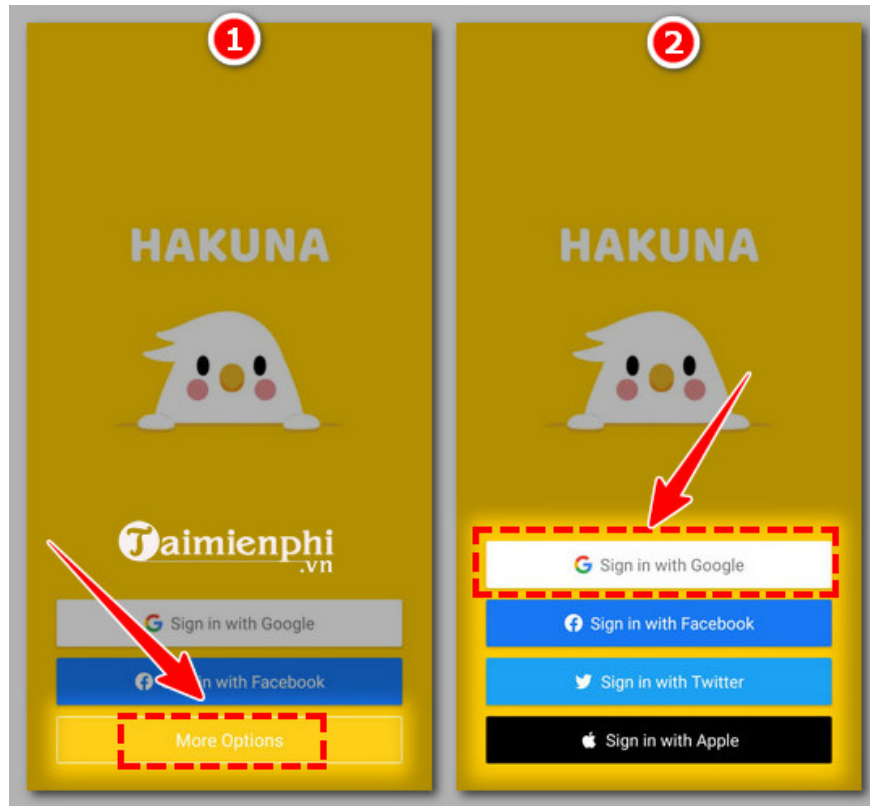 1
HAKUNA
Taimienphi
.vn
Sign in with Google
in with Facebook
More Options
2
HAKUNA
Sign in with Google
Sign in with Facebook
Sign in with Twitter
Sign in with Apple